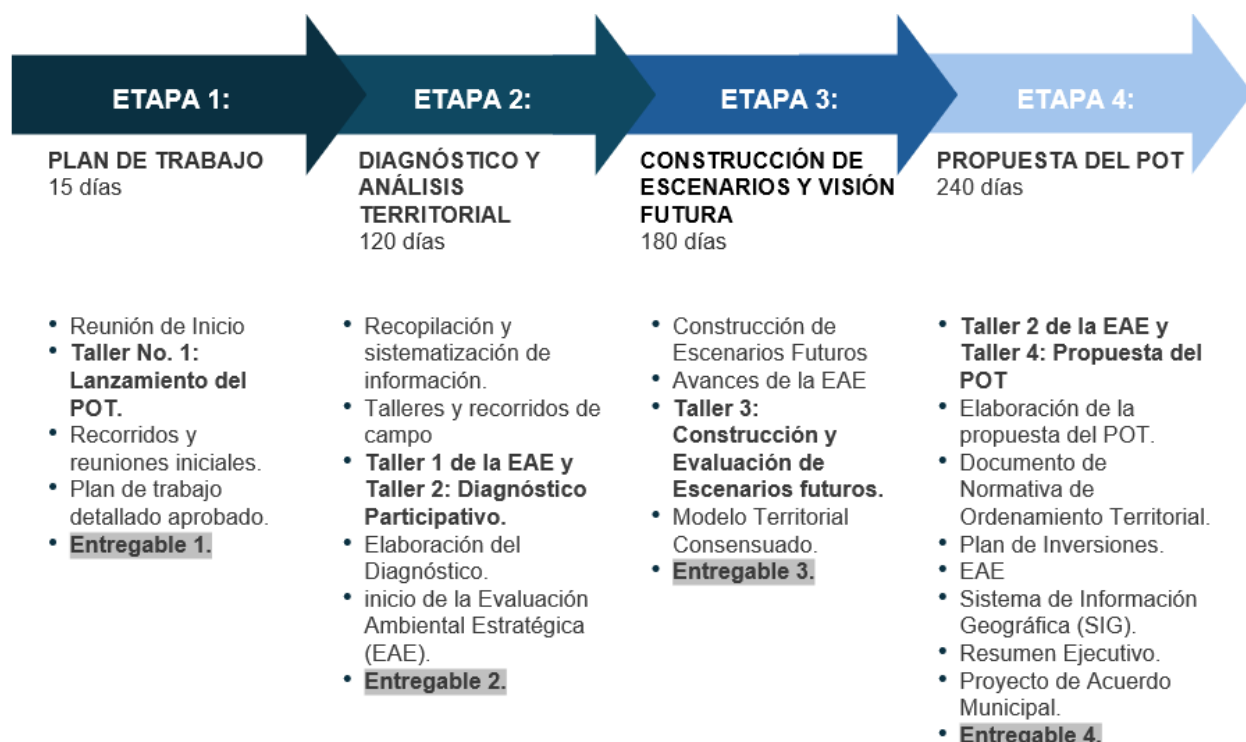 ETAPA 1:
PLAN DE TRABAJO
15 días
• Reunión de Inicio
• Taller No. 1:
Lanzamiento del
POT.
• Recorridos y
reuniones iniciales.
• Plan de trabajo
detallado aprobado.
• Entregable 1.
ETAPA 2:
DIAGNÓSTICO Y
ANÁLISIS
TERRITORIAL
120 días
• Recopilación y
sistematización de
información.
• Talleres y recorridos de
campo
• Taller 1 de la EAE y
Taller 2: Diagnóstico
Participativo.
• Elaboración del
Diagnóstico.
• inicio de la Evaluación
Ambiental Estratégica
(EAE).
• Entregable 2.
ETAPA 3:
CONSTRUCCIÓN DE
ESCENARIOS Y VISIÓN
FUTURA
180 días
• Construcción de
Escenarios Futuros
• Avances de la EAE
• Taller 3:
Construcción y
Evaluación de
Escenarios futuros.
• Modelo Territorial
Consensuado.
• Entregable 3.
ETAPA 4:
PROPUESTA DEL POT
240 días
• Taller 2 de la EAE y
Taller 4: Propuesta del
POT
• Elaboración de la
propuesta del POT.
• Documento de
Normativa de
Ordenamiento Territorial.
• Plan de Inversiones.
• EAE
• Sistema de Información
Geográfica (SIG).
• Resumen Ejecutivo.
• Proyecto de Acuerdo
Municipal.
• Entregable 4.